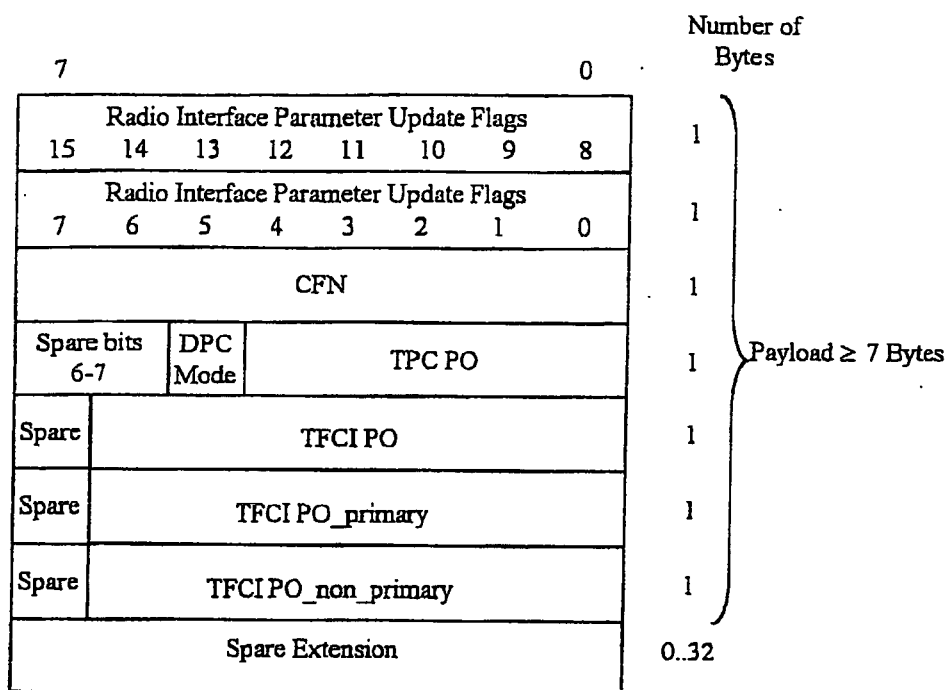 Number of
Bytes
7 0
Radio Interface Parameter Update Flags
15 14 13 12 11 10 9 8
1
Radio Interface Parameter Update Flags
7 6 5 4 3 2 1 0
1
CFN
1
Spare bits
6-7
DPC
Mode
TPC PO
1
Payload ≥ 7 Bytes
Spare
TFCI PO
1
Spare
TFCI PO_primary
1
Spare
TFCI PO_non_primary
1
Spare Extension
0..32